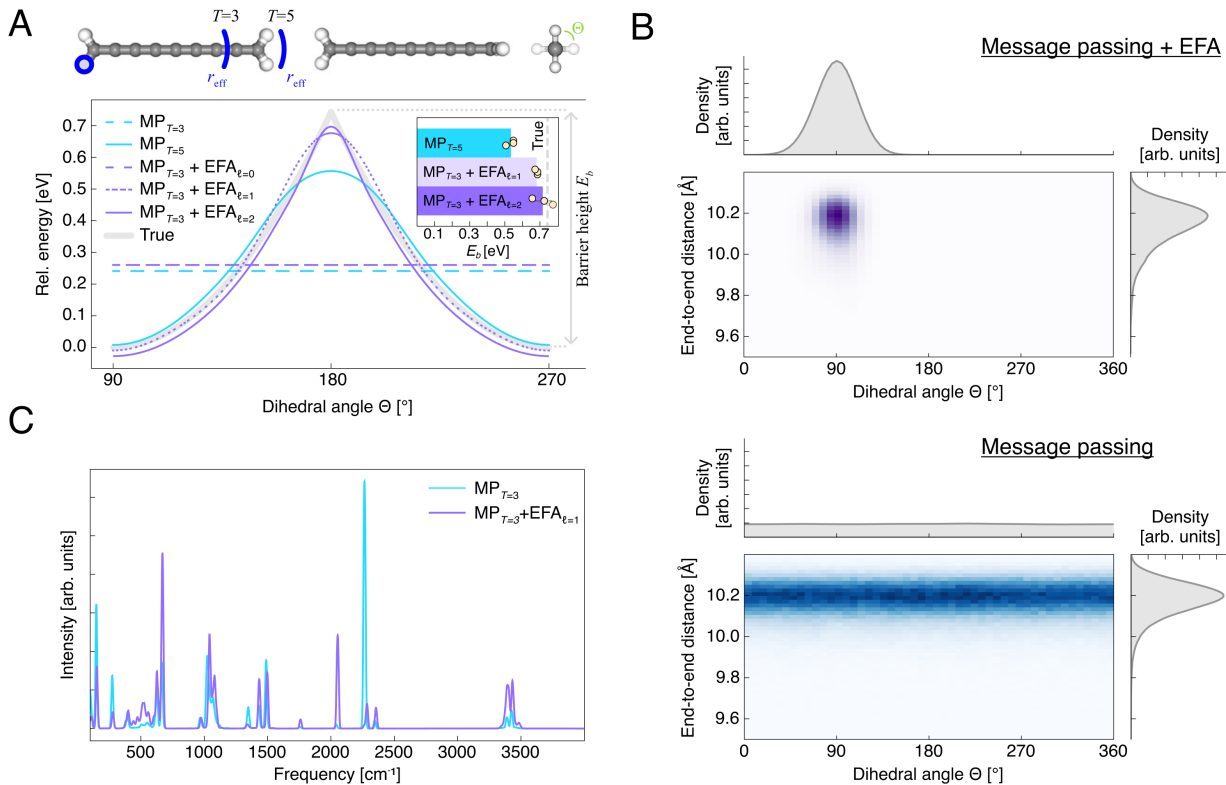 A
T=3
T=5
Θ
r_eff
r_eff
MP_T=3
MP_T=5
MP_T=3 + EFA_ℓ=0
MP_T=3 + EFA_ℓ=1
MP_T=3 + EFA_ℓ=2
True
MP_T=5
MP_T=3 + EFA_ℓ=1
MP_T=3 + EFA_ℓ=2
True
0.1 0.3 0.5 0.7
E_b [eV]
Barrier height E_b
Rel. energy [eV]
0.7
0.6
0.5
0.4
0.3
0.2
0.1
0.0
90 180 270
Dihedral angle Θ [°]
B
Message passing + EFA
Density
[arb. units]
Density
[arb. units]
End-to-end distance [Å]
10.2
10.0
9.8
9.6
0 90 180 270 360
Dihedral angle Θ [°]
Message passing
Density
[arb. units]
Density
[arb. units]
End-to-end distance [Å]
10.2
10.0
9.8
9.6
0 90 180 270 360
Dihedral angle Θ [°]
C
MP_T=3
MP_T=3+EFA_ℓ=1
Intensity [arb. units]
500 1000 1500 2000 2500 3000 3500
Frequency [cm⁻¹]